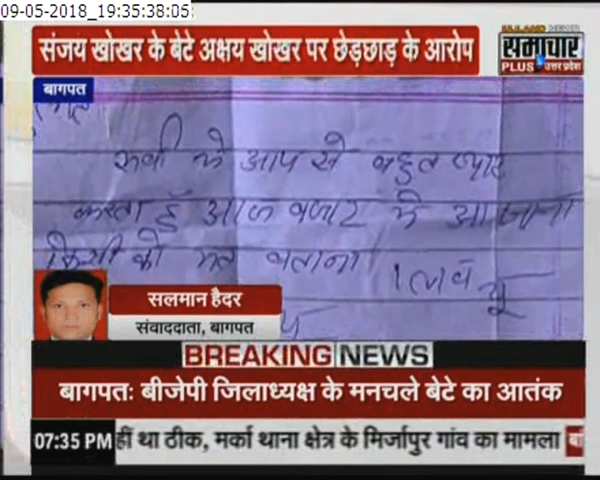 09-05-2018_19:35:38:05
संजय खोखर के बेटे अक्षय खोखर पर छेड़छाड़ के आरोप
समाचार
PLUS उत्तर प्रदेश
बागपत
रुबी मे आप से बहुत प्यार
करता हूँ आज बजार मे आ जाना
किसी को मत बताना
लव यू
सलमान हैदर
संवाददाता, बागपत
BREAKING NEWS
बागपतः बीजेपी जिलाध्यक्ष के मनचले बेटे का आतंक
07:35 PM हीं था ठीक, मर्का थाना क्षेत्र के मिर्जापुर गांव का मामला